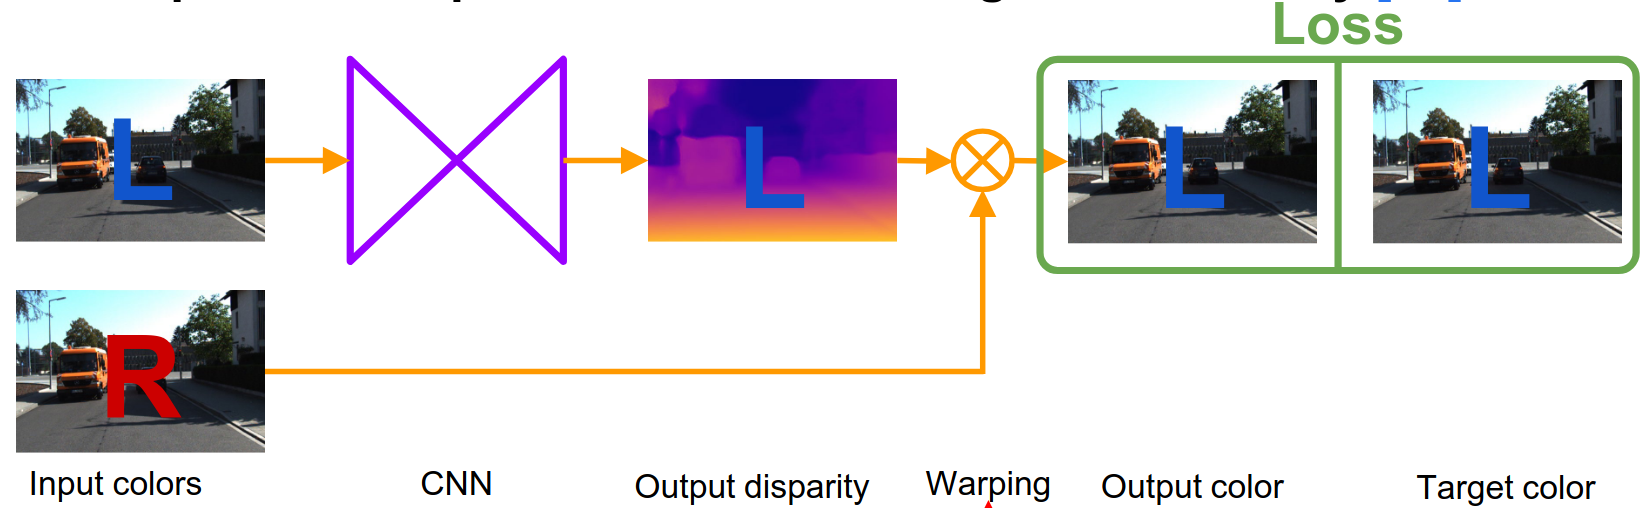 Loss
L
L
L
L
R
Input colors
CNN
Output disparity
Warping
Output color
Target color